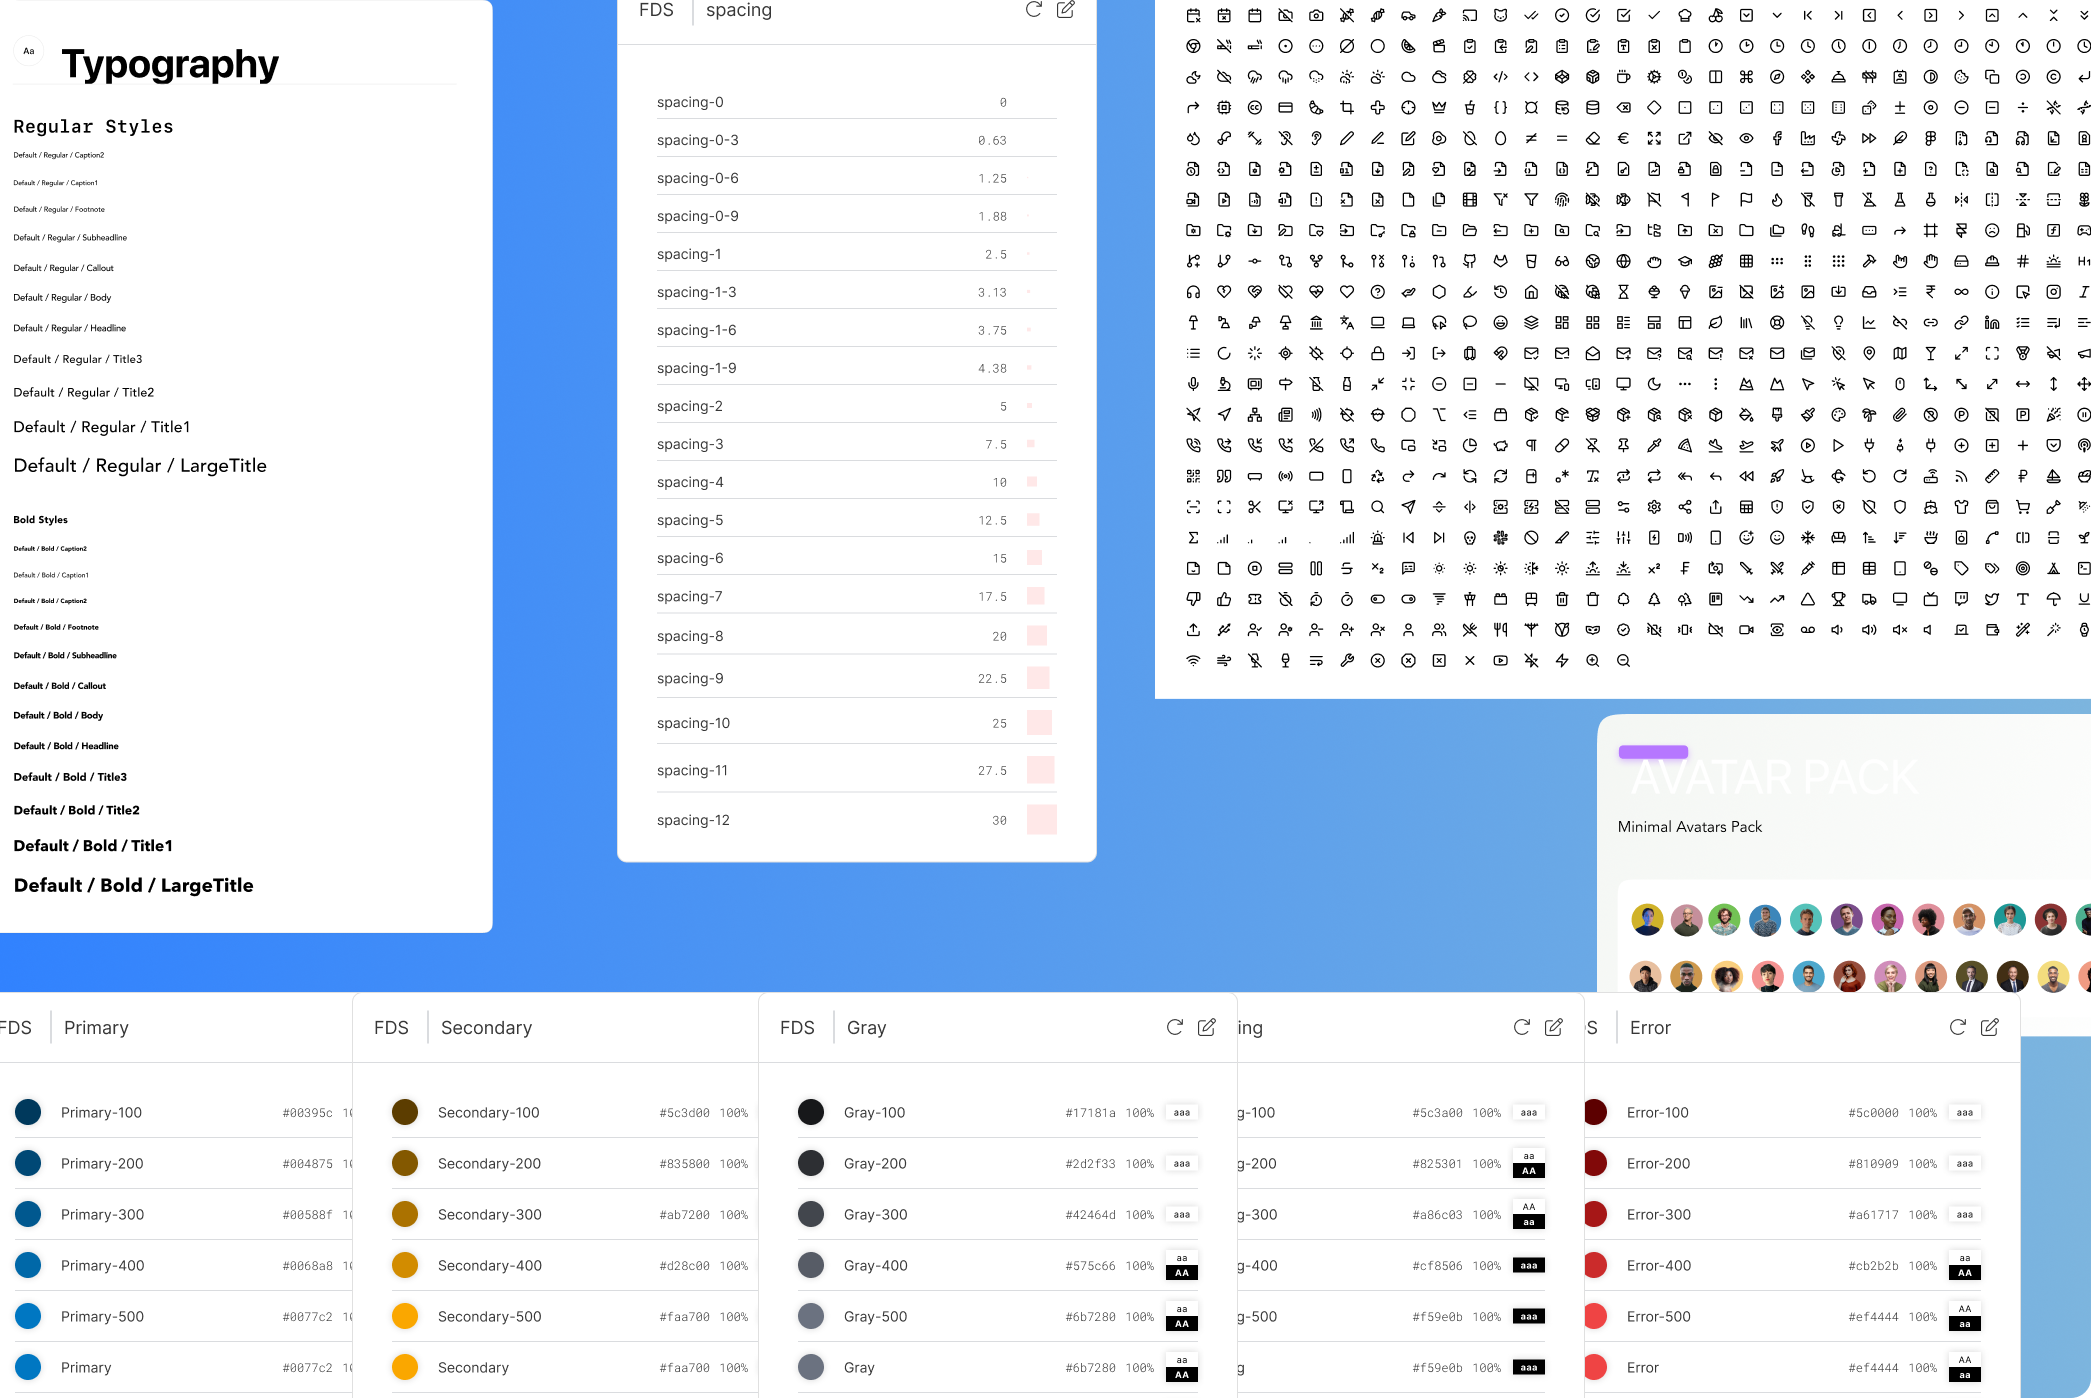 Aa
Typography
Regular Styles
Default / Regular / Caption2
Default / Regular / Caption1
Default / Regular / Footnote
Default / Regular / Subheadline
Default / Regular / Callout
Default / Regular / Body
Default / Regular / Headline
Default / Regular / Title3
Default / Regular / Title2
Default / Regular / Title1
Default / Regular / LargeTitle
Bold Styles
Default / Bold / Caption2
Default / Bold / Caption1
Default / Bold / Caption2
Default / Bold / Footnote
Default / Bold / Subheadline
Default / Bold / Callout
Default / Bold / Body
Default / Bold / Headline
Default / Bold / Title3
Default / Bold / Title2
Default / Bold / Title1
Default / Bold / LargeTitle
FDS spacing
spacing-0 0
spacing-0-3 0.63
spacing-0-6 1.25
spacing-0-9 1.88
spacing-1 2.5
spacing-1-3 3.13
spacing-1-6 3.75
spacing-1-9 4.38
spacing-2 5
spacing-3 7.5
spacing-4 10
spacing-5 12.5
spacing-6 15
spacing-7 17.5
spacing-8 20
spacing-9 22.5
spacing-10 25
spacing-11 27.5
spacing-12 30
AVATAR PACK
Minimal Avatars Pack
FDS Primary
Primary-100 #00395c 10
Primary-200 #004875 10
Primary-300 #00588f 10
Primary-400 #0068a8 10
Primary-500 #0077c2 10
Primary #0077c2 10
FDS Secondary
Secondary-100 #5c3d00 100%
Secondary-200 #835800 100%
Secondary-300 #ab7200 100%
Secondary-400 #d28c00 100%
Secondary-500 #faa700 100%
Secondary #faa700 100%
FDS Gray
Gray-100 #17181a 100% aaa
Gray-200 #2d2f33 100% aaa
Gray-300 #42464d 100% aaa
Gray-400 #575c66 100% aa AA
Gray-500 #6b7280 100% aa AA
Gray #6b7280 100% aa AA
ing
g-100 #5c3a00 100% aaa
g-200 #825301 100% aa AA
g-300 #a86c03 100% AA aa
g-400 #cf8506 100% aaa
g-500 #f59e0b 100% aaa
g #f59e0b 100% aaa
S Error
Error-100 #5c0000 100% aaa
Error-200 #810909 100% aaa
Error-300 #a61717 100% aaa
Error-400 #cb2b2b 100% aa AA
Error-500 #ef4444 100% AA aa
Error #ef4444 100% AA aa